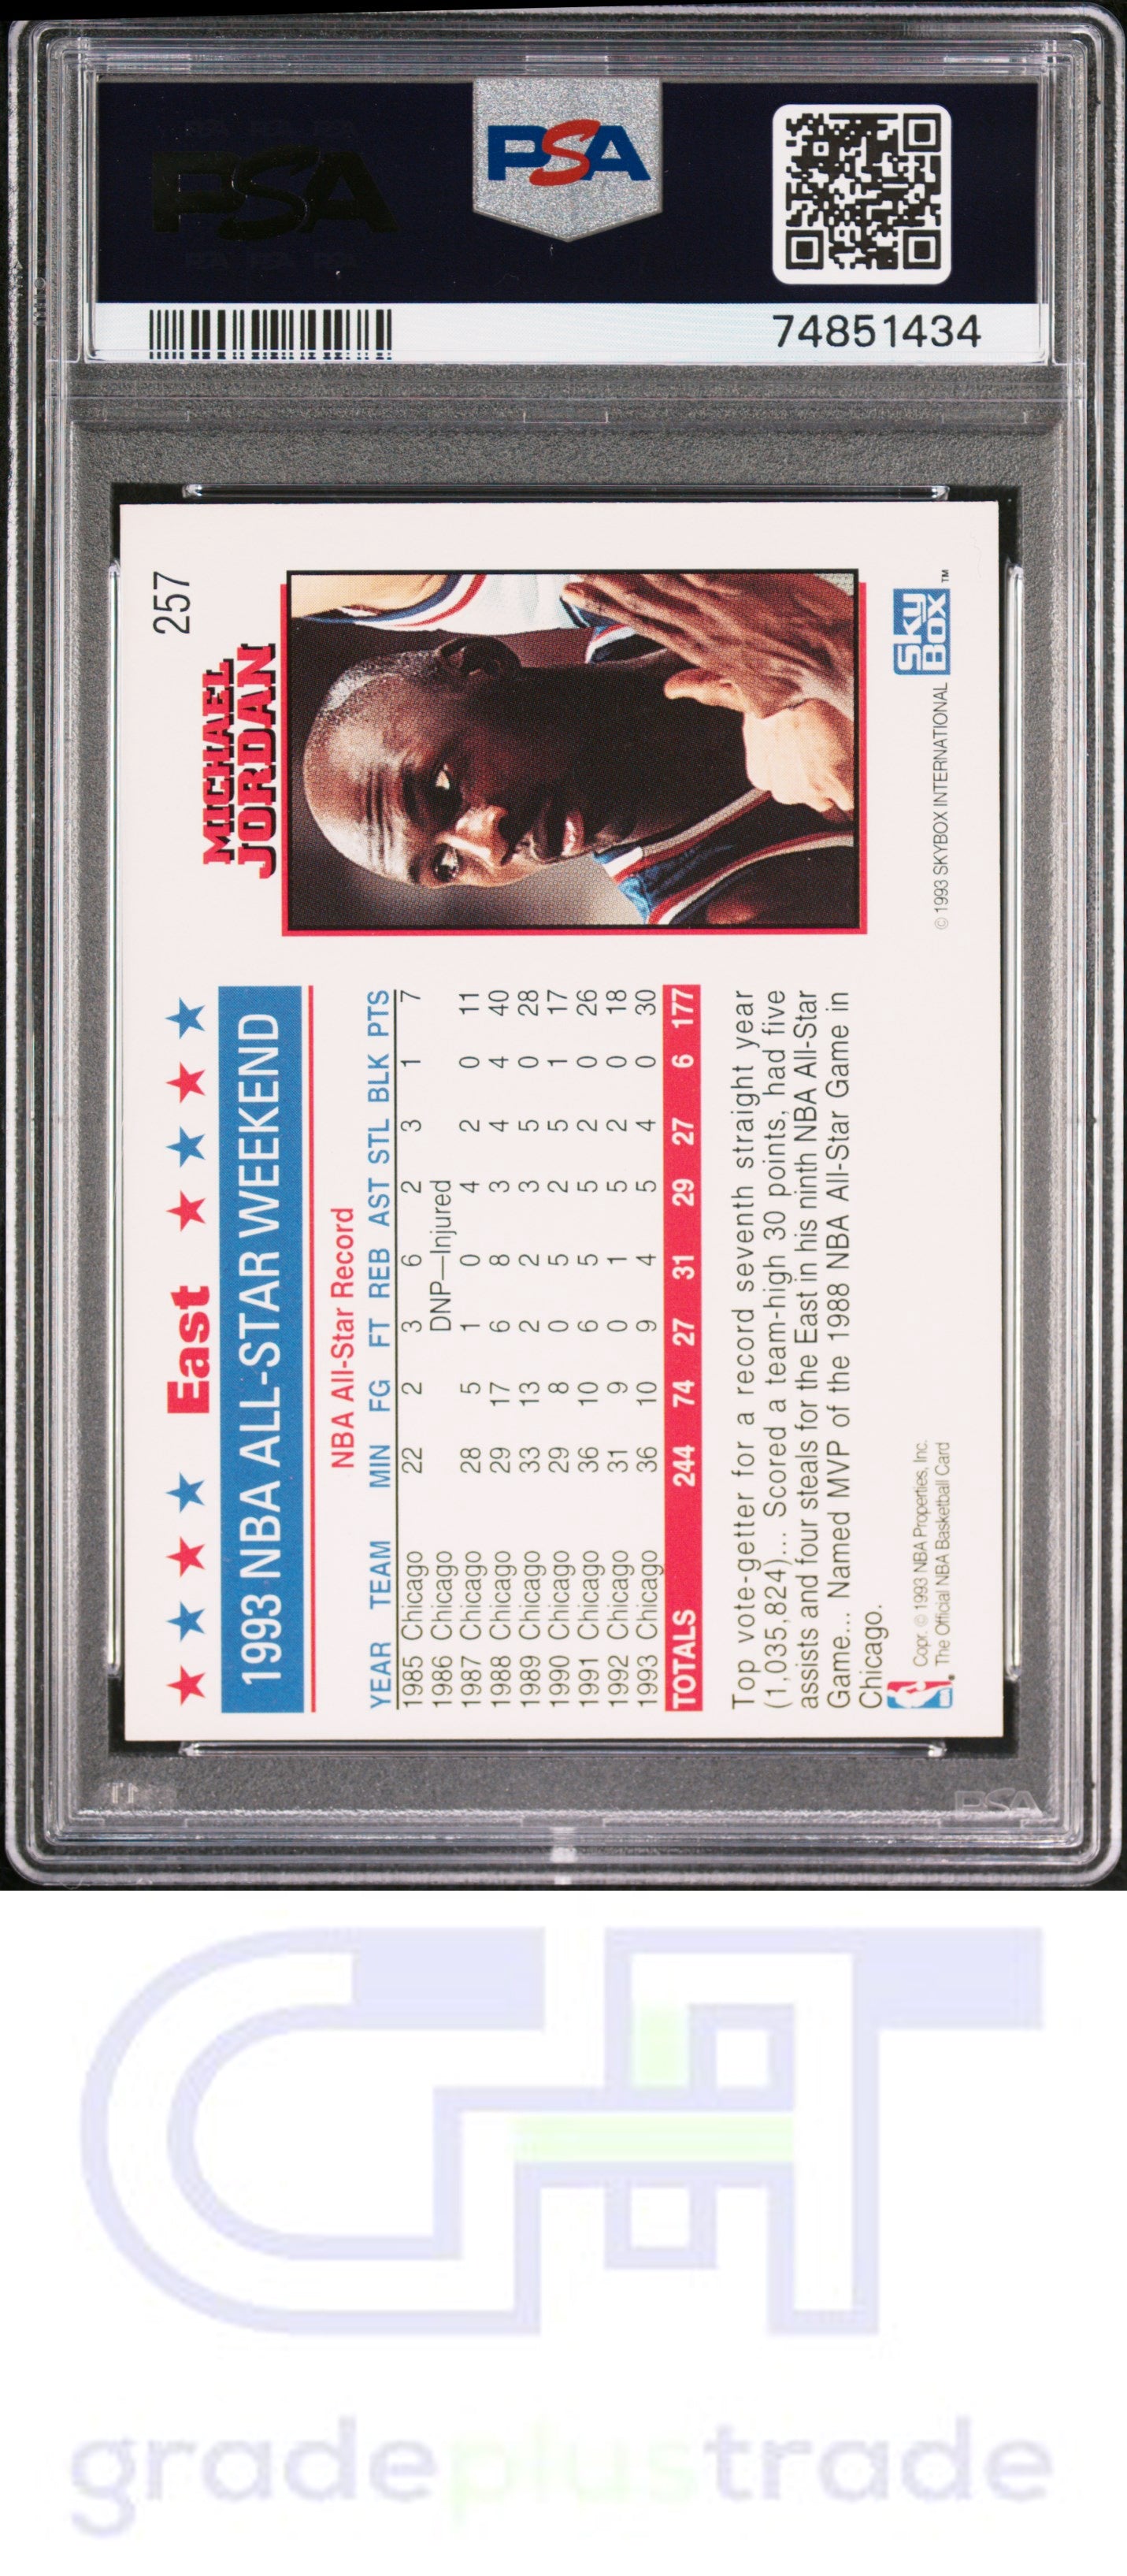 PSA
PSA
74851434
257
MICHAEL
JORDAN
East
1993 NBA ALL-STAR WEEKEND
NBA All-Star Record
YEAR TEAM MIN FG FT REB AST STL BLK PTS
1985 Chicago 22 2 3 6 2 3 1 7
1986 Chicago DNP—Injured
1987 Chicago 28 5 1 0 4 2 0 11
1988 Chicago 29 17 6 8 3 4 4 40
1989 Chicago 33 13 2 2 3 5 0 28
1990 Chicago 29 8 0 5 2 5 1 17
1991 Chicago 36 10 6 5 5 2 0 26
1992 Chicago 31 9 0 1 5 2 0 18
1993 Chicago 36 10 9 4 5 4 0 30
TOTALS 244 74 27 31 29 27 6 177
Top vote-getter for a record seventh straight year
(1,035,824)... Scored a team-high 30 points, had five
assists and four steals for the East in his ninth NBA All-Star
Game... Named MVP of the 1988 NBA All-Star Game in
Chicago.
Copr. © 1993 NBA Properties, Inc.
The Official NBA Basketball Card
© 1993 SKYBOX INTERNATIONAL
SKY
BOX ™
PSA
gradeplustrade